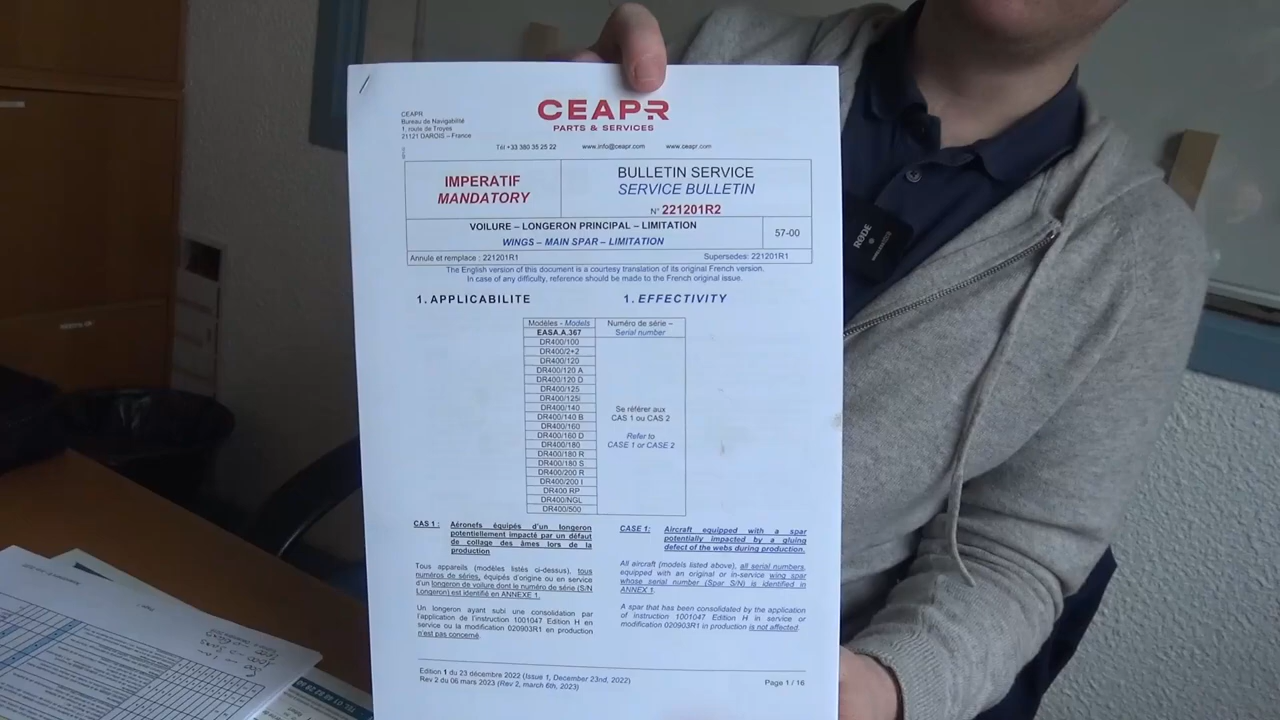 CEAPR
Bureau de Navigabilité
1, route de Troyes
21121 DAROIS – France
CEAPR
PARTS & SERVICES
Tél +33 380 35 25 22 www.info@ceapr.com www.ceapr.com
IMPERATIF
MANDATORY
BULLETIN SERVICE
SERVICE BULLETIN
N° 221201R2
VOILURE – LONGERON PRINCIPAL – LIMITATION
WINGS – MAIN SPAR – LIMITATION
57-00
Annule et remplace : 221201R1 Supersedes: 221201R1
The English version of this document is a courtesy translation of its original French version.
In case of any difficulty, reference should be made to the French original issue.
1. APPLICABILITE 1. EFFECTIVITY
Modèles - Models
EASA.A.367
Numéro de série –
Serial number
DR400/100
DR400/2+2
DR400/120
DR400/120 A
DR400/120 D
DR400/125
DR400/125i
DR400/140
DR400/140 B
DR400/160
DR400/160 D
DR400/180
DR400/180 R
DR400/180 S
DR400/200 R
DR400/200 I
DR400 RP
DR400/NGL
DR400/500
Se référer aux
CAS 1 ou CAS 2
Refer to
CASE 1 or CASE 2
CAS 1 : Aéronefs équipés d'un longeron
potentiellement impacté par un défaut
de collage des âmes lors de la
production
Tous appareils (modèles listés ci-dessus), tous
numéros de séries, équipés d'origine ou en service
d'un longeron de voilure dont le numéro de série (S/N
Longeron) est identifié en ANNEXE 1.
Un longeron ayant subi une consolidation par
l'application de l'instruction 1001047 Edition H en
service ou la modification 020903R1 en production
n'est pas concerné.
CASE 1: Aircraft equipped with a spar
potentially impacted by a gluing
defect of the webs during production.
All aircraft (models listed above), all serial numbers,
equipped with an original or in-service wing spar
whose serial number (Spar S/N) is identified in
ANNEX 1.
A spar that has been consolidated by the application
of instruction 1001047 Edition H in service or
modification 020903R1 in production is not affected.
Edition 1 du 23 décembre 2022 (Issue 1, December 23nd, 2022)
Rev 2 du 06 mars 2023 (Rev 2, march 6th, 2023)
Page 1 / 16
RØDE